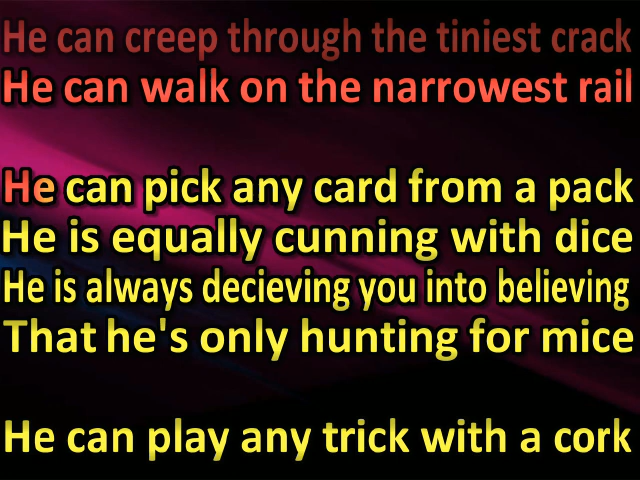 He can creep through the tiniest crack
He can walk on the narrowest rail
He can pick any card from a pack
He is equally cunning with dice
He is always decieving you into believing
That he's only hunting for mice
He can play any trick with a cork